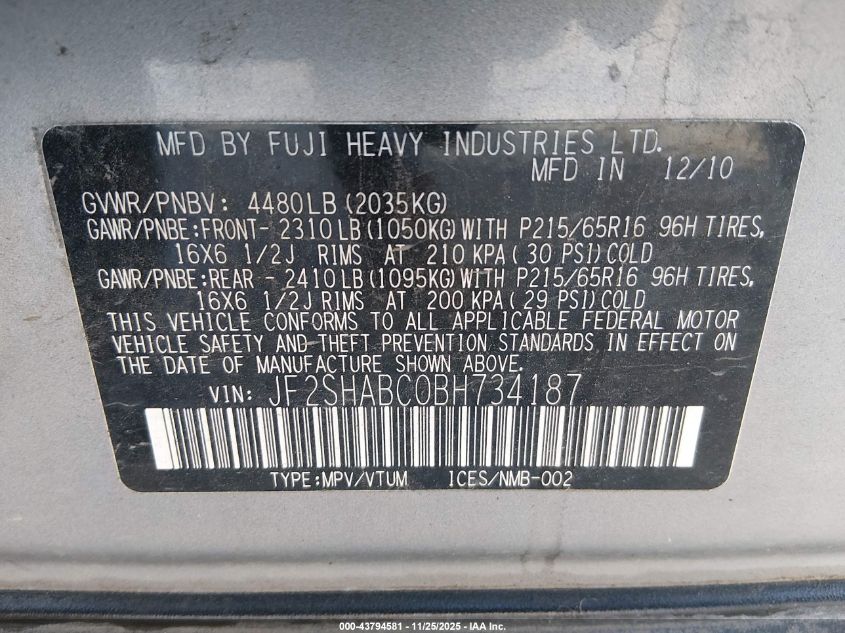 MFD BY FUJI HEAVY INDUSTRIES LTD.
MFD IN 12/10
GVWR/PNBV: 4480LB(2035KG)
GAWR/PNBE:FRONT- 2310LB(1050KG)WITH P215/65R16 96H TIRES,
16X6 1/2J RIMS AT 210 KPA(30 PSI)COLD
GAWR/PNBE:REAR - 2410LB(1095KG)WITH P215/65R16 96H TIRES,
16X6 1/2J RIMS AT 200 KPA(29 PSI)COLD
THIS VEHICLE CONFORMS TO ALL APPLICABLE FEDERAL MOTOR
VEHICLE SAFETY AND THEFT PREVENTION STANDARDS IN EFFECT ON
THE DATE OF MANUFACTURE SHOWN ABOVE.
VIN: JF2SHABC0BH734187
TYPE:MPV/VTUM ICES/NMB-002
000-43794581 - 11/25/2025 - IAA Inc.